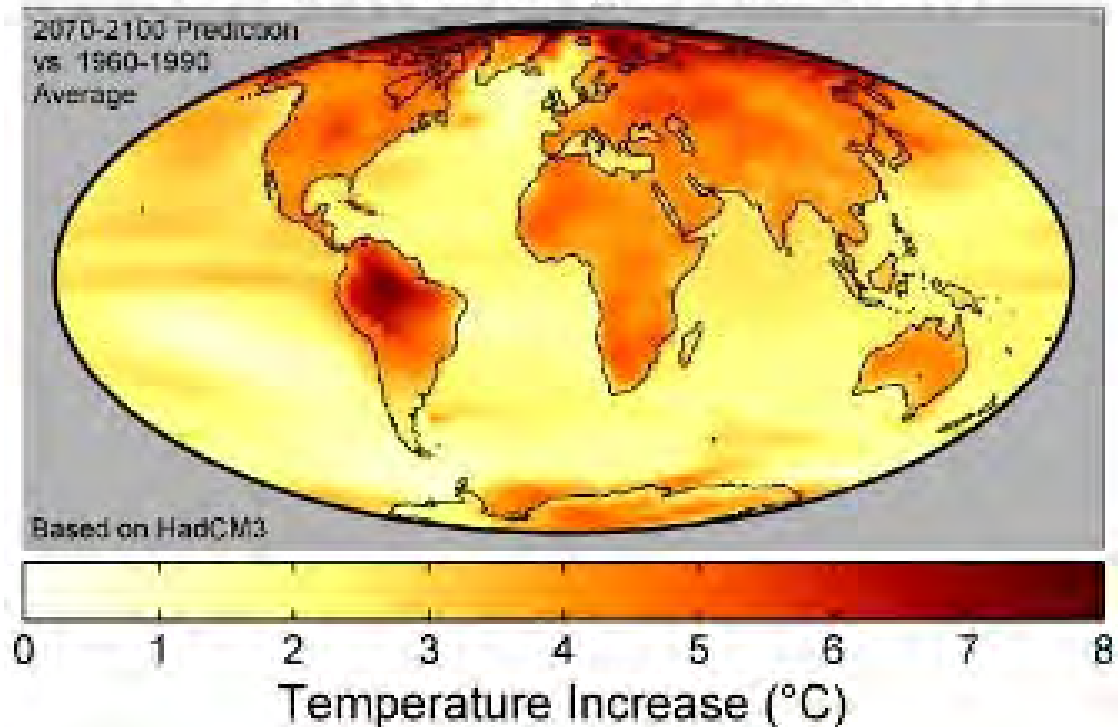 2070-2100 Prediction
vs. 1960-1990
Average
Based on HadCM3
0 1 2 3 4 5 6 7 8
Temperature Increase (°C)